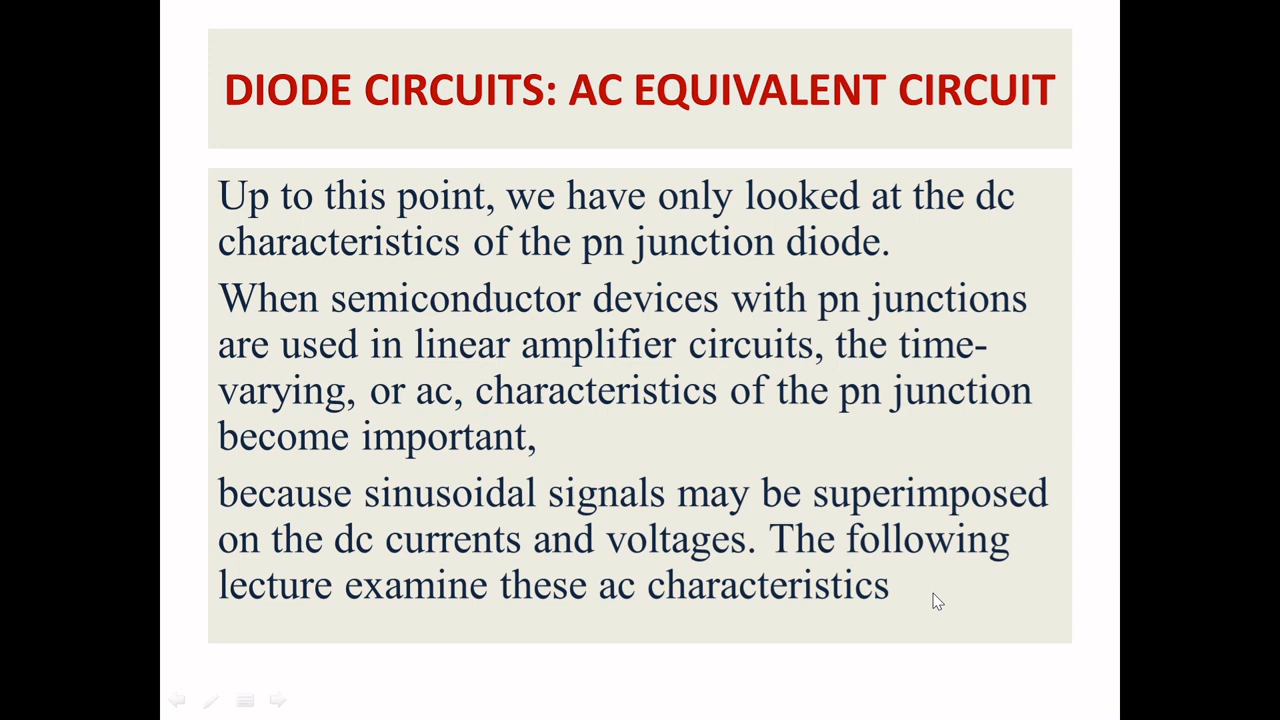 DIODE CIRCUITS: AC EQUIVALENT CIRCUIT
Up to this point, we have only looked at the dc
characteristics of the pn junction diode.
When semiconductor devices with pn junctions
are used in linear amplifier circuits, the time-
varying, or ac, characteristics of the pn junction
become important,
because sinusoidal signals may be superimposed
on the dc currents and voltages. The following
lecture examine these ac characteristics